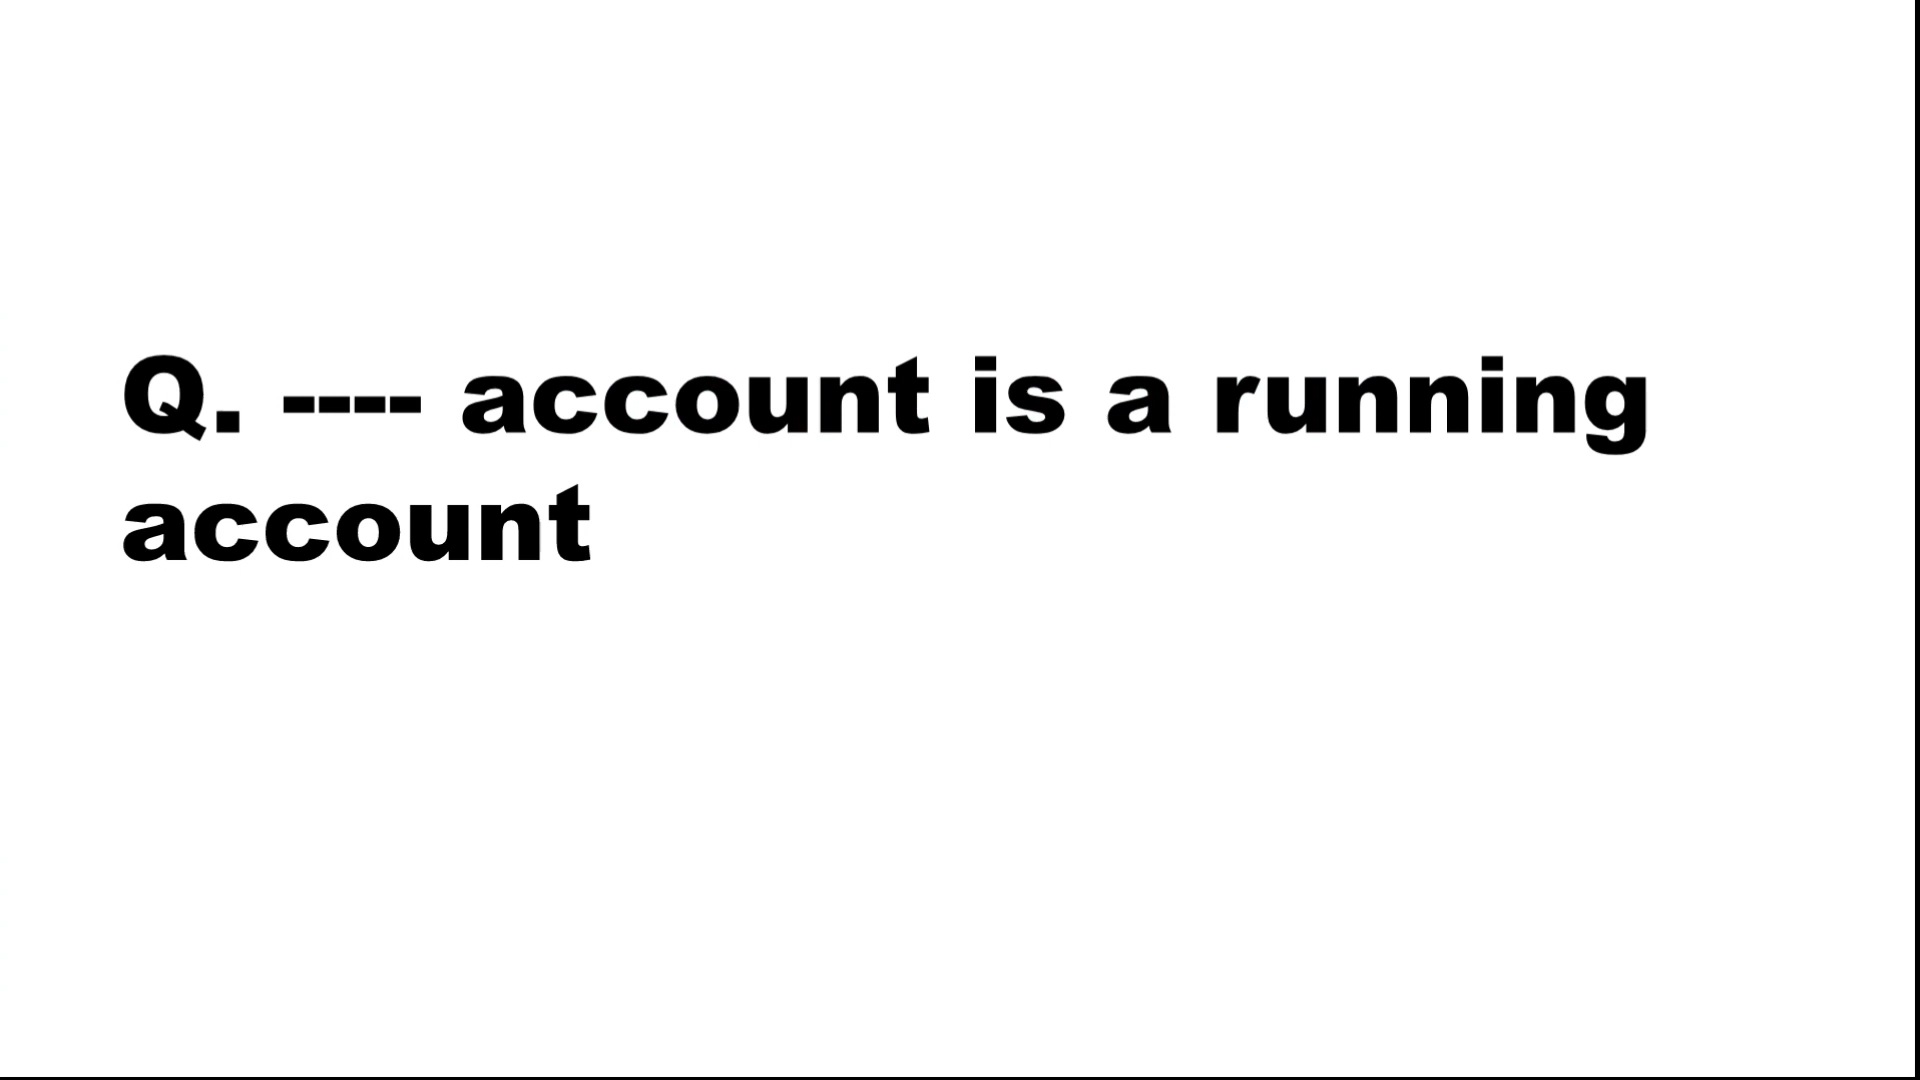 Q. ---- account is a running
account